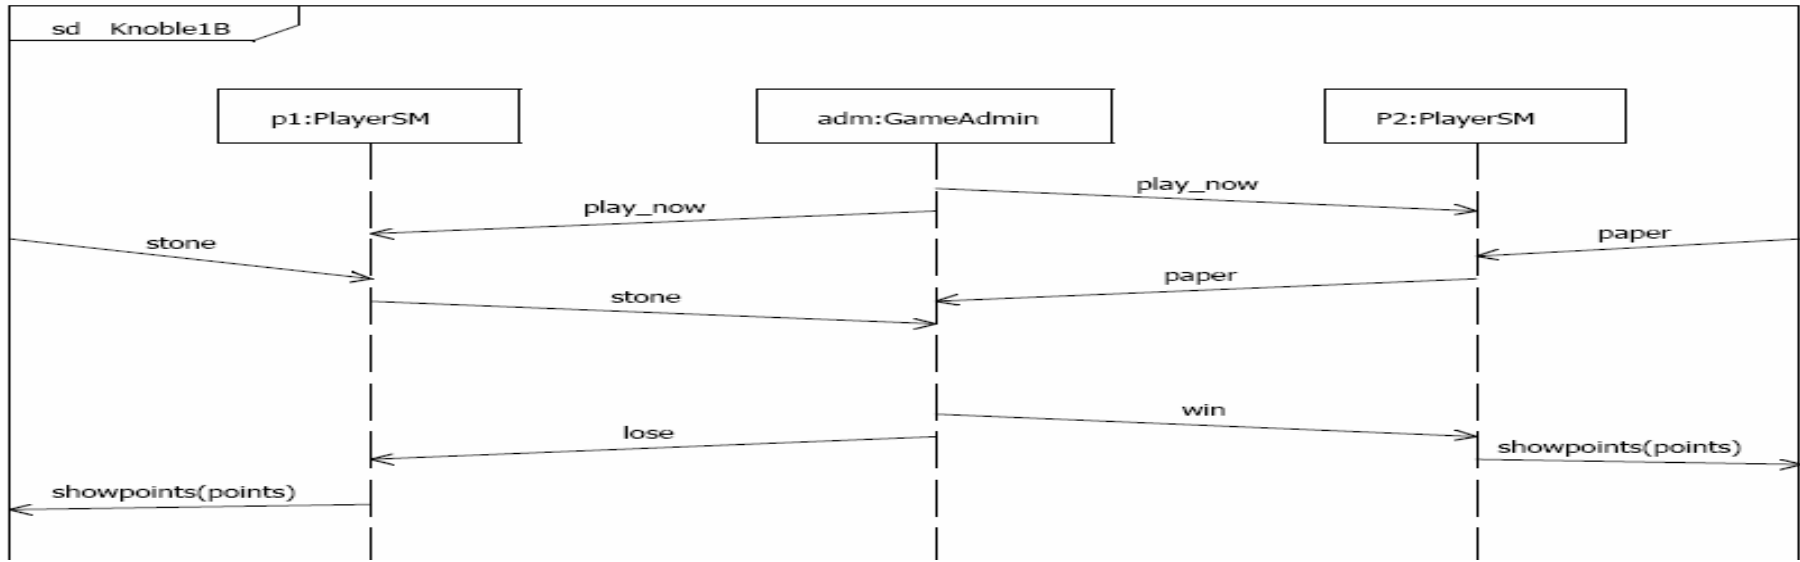 sd Knoble1B
p1:PlayerSM
adm:GameAdmin
P2:PlayerSM
play_now
play_now
stone
paper
paper
stone
win
lose
showpoints(points)
showpoints(points)